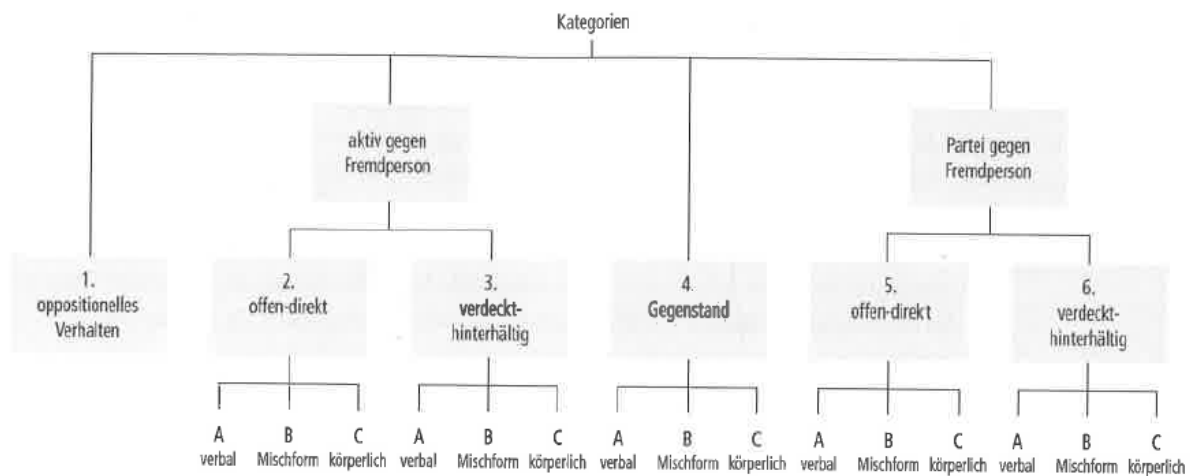 Kategorien
aktiv gegen
Fremdperson
Partei gegen
Fremdperson
1.
oppositionelles
Verhalten
2.
offen-direkt
3.
verdeckt-
hinterhältig
4.
Gegenstand
5.
offen-direkt
6.
verdeckt-
hinterhältig
A B C A B C A B C A B C A B C
verbal Mischform körperlich verbal Mischform körperlich verbal Mischform körperlich verbal Mischform körperlich verbal Mischform körperlich